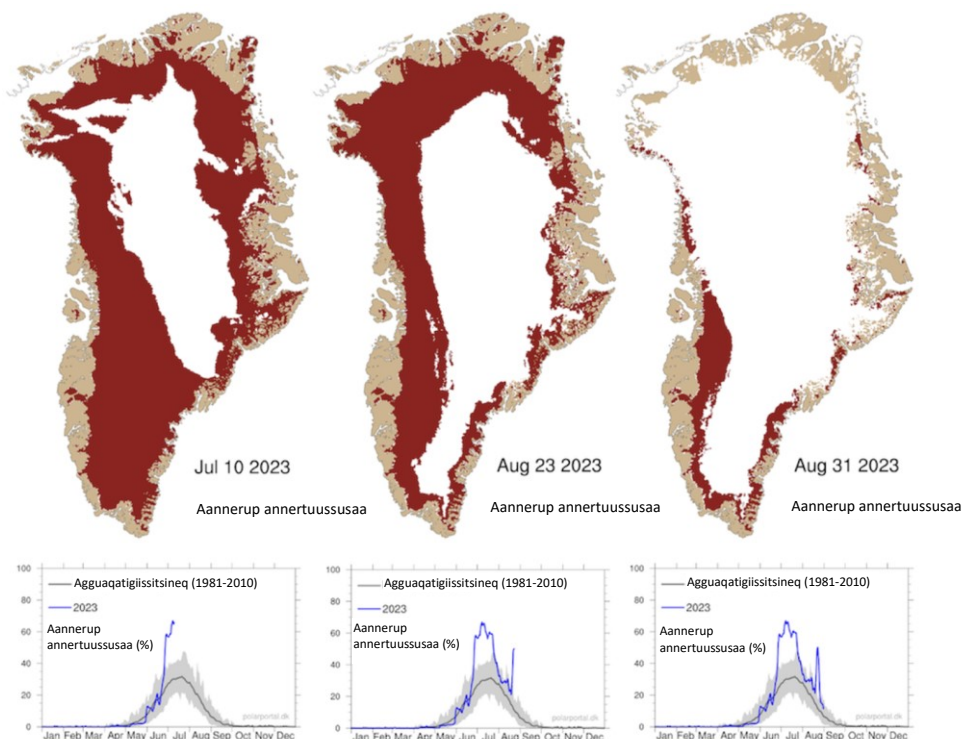 Jul 10 2023
Aannerup annertuussusaa
Aug 23 2023
Aannerup annertuussusaa
Aug 31 2023
Aannerup annertuussusaa
100
80
60
40
20
0
Agguaqatigiissitsineq (1981-2010)
2023
Aannerup
annertuussusaa (%)
polarportal.dk
Jan Feb Mar Apr May Jun Jul Aug Sep Oct Nov Dec
100
80
60
40
20
0
Agguaqatigiissitsineq (1981-2010)
2023
Aannerup
annertuussusaa (%)
polarportal.dk
Jan Feb Mar Apr May Jun Jul Aug Sep Oct Nov Dec
100
80
60
40
20
0
Agguaqatigiissitsineq (1981-2010)
2023
Aannerup
annertuussusaa (%)
polarportal.dk
Jan Feb Mar Apr May Jun Jul Aug Sep Oct Nov Dec